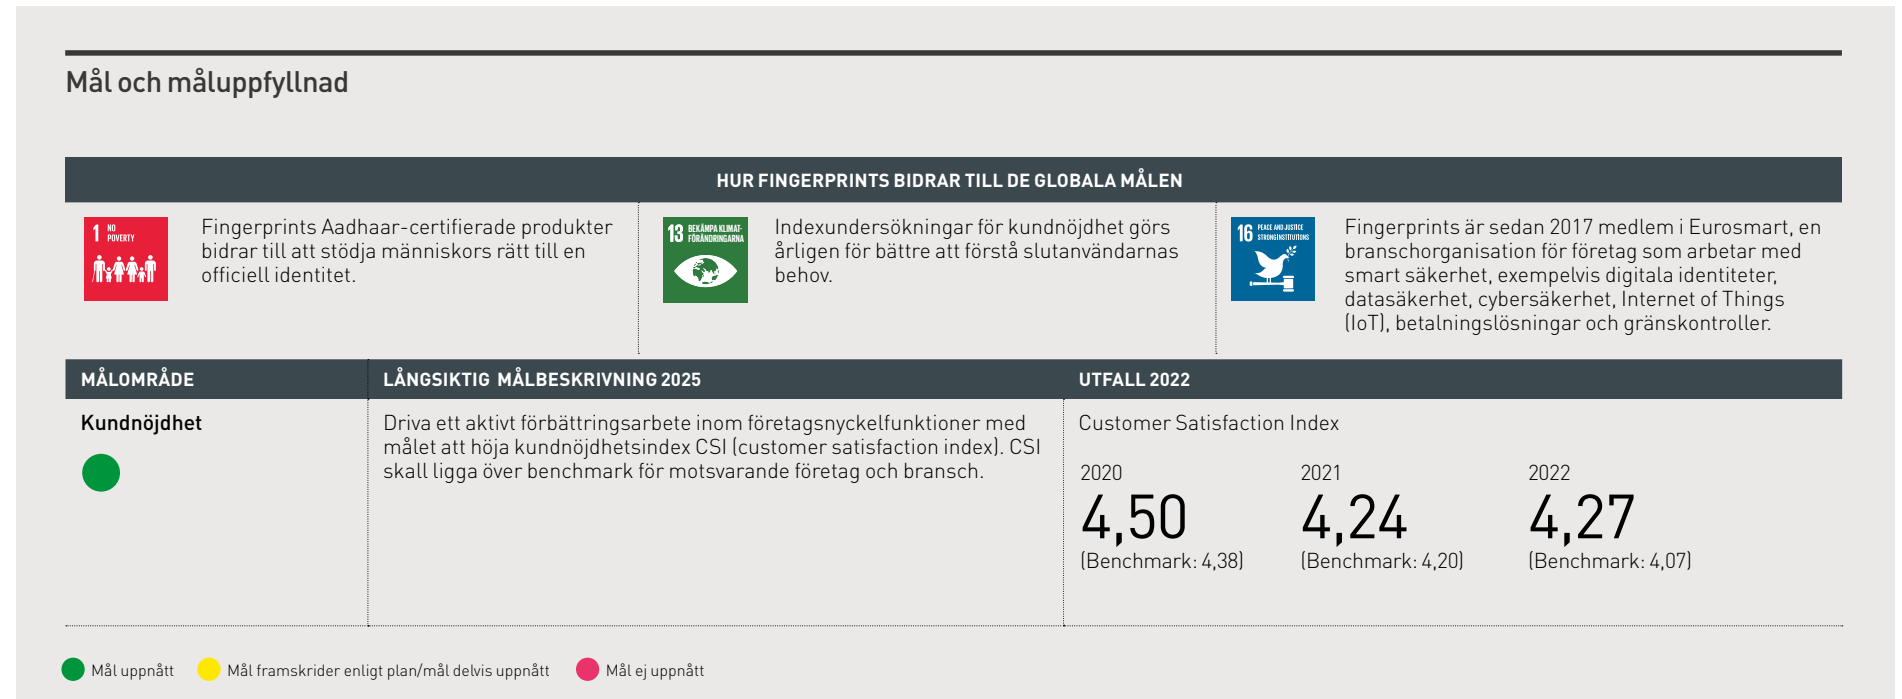 Mål och måluppfyllnad
HUR FINGERPRINTS BIDRAR TILL DE GLOBALA MÅLEN
1 NO
POVERTY
Fingerprints Aadhaar-certifierade produkter
bidrar till att stödja människors rätt till en
officiell identitet.
13 BEKÄMPA KLIMAT-
FÖRÄNDRINGARNA
Indexundersökningar för kundnöjdhet görs
årligen för bättre att förstå slutanvändarnas
behov.
16 PEACE AND JUSTICE
STRONG INSTITUTIONS
Fingerprints är sedan 2017 medlem i Eurosmart, en
branschorganisation för företag som arbetar med
smart säkerhet, exempelvis digitala identiteter,
datasäkerhet, cybersäkerhet, Internet of Things
(IoT), betalningslösningar och gränskontroller.
MÅLOMRÅDE
LÅNGSIKTIG MÅLBESKRIVNING 2025
UTFALL 2022
Kundnöjdhet
Driva ett aktivt förbättringsarbete inom företagsnyckelfunktioner med
målet att höja kundnöjdhetsindex CSI (customer satisfaction index). CSI
skall ligga över benchmark för motsvarande företag och bransch.
Customer Satisfaction Index
2020
4,50
(Benchmark: 4,38)
2021
4,24
(Benchmark: 4,20)
2022
4,27
(Benchmark: 4,07)
Mål uppnått
Mål framskrider enligt plan/mål delvis uppnått
Mål ej uppnått